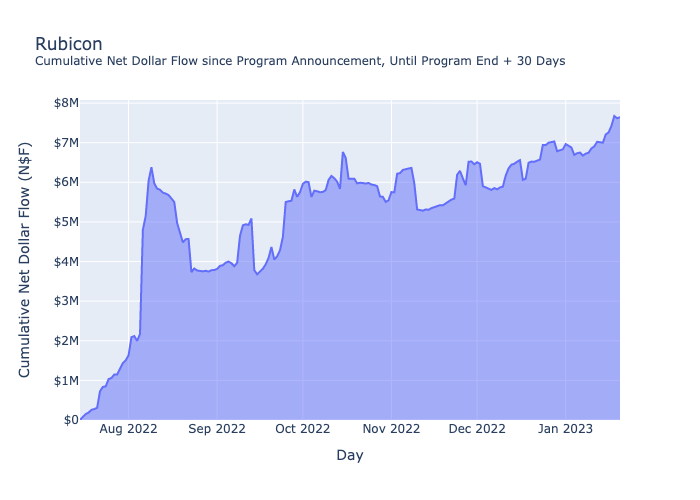 Rubicon
Cumulative Net Dollar Flow since Program Announcement, Until Program End + 30 Days
Cumulative Net Dollar Flow (N$F)
$8M
$7M
$6M
$5M
$4M
$3M
$2M
$1M
$0
Aug 2022 Sep 2022 Oct 2022 Nov 2022 Dec 2022 Jan 2023
Day